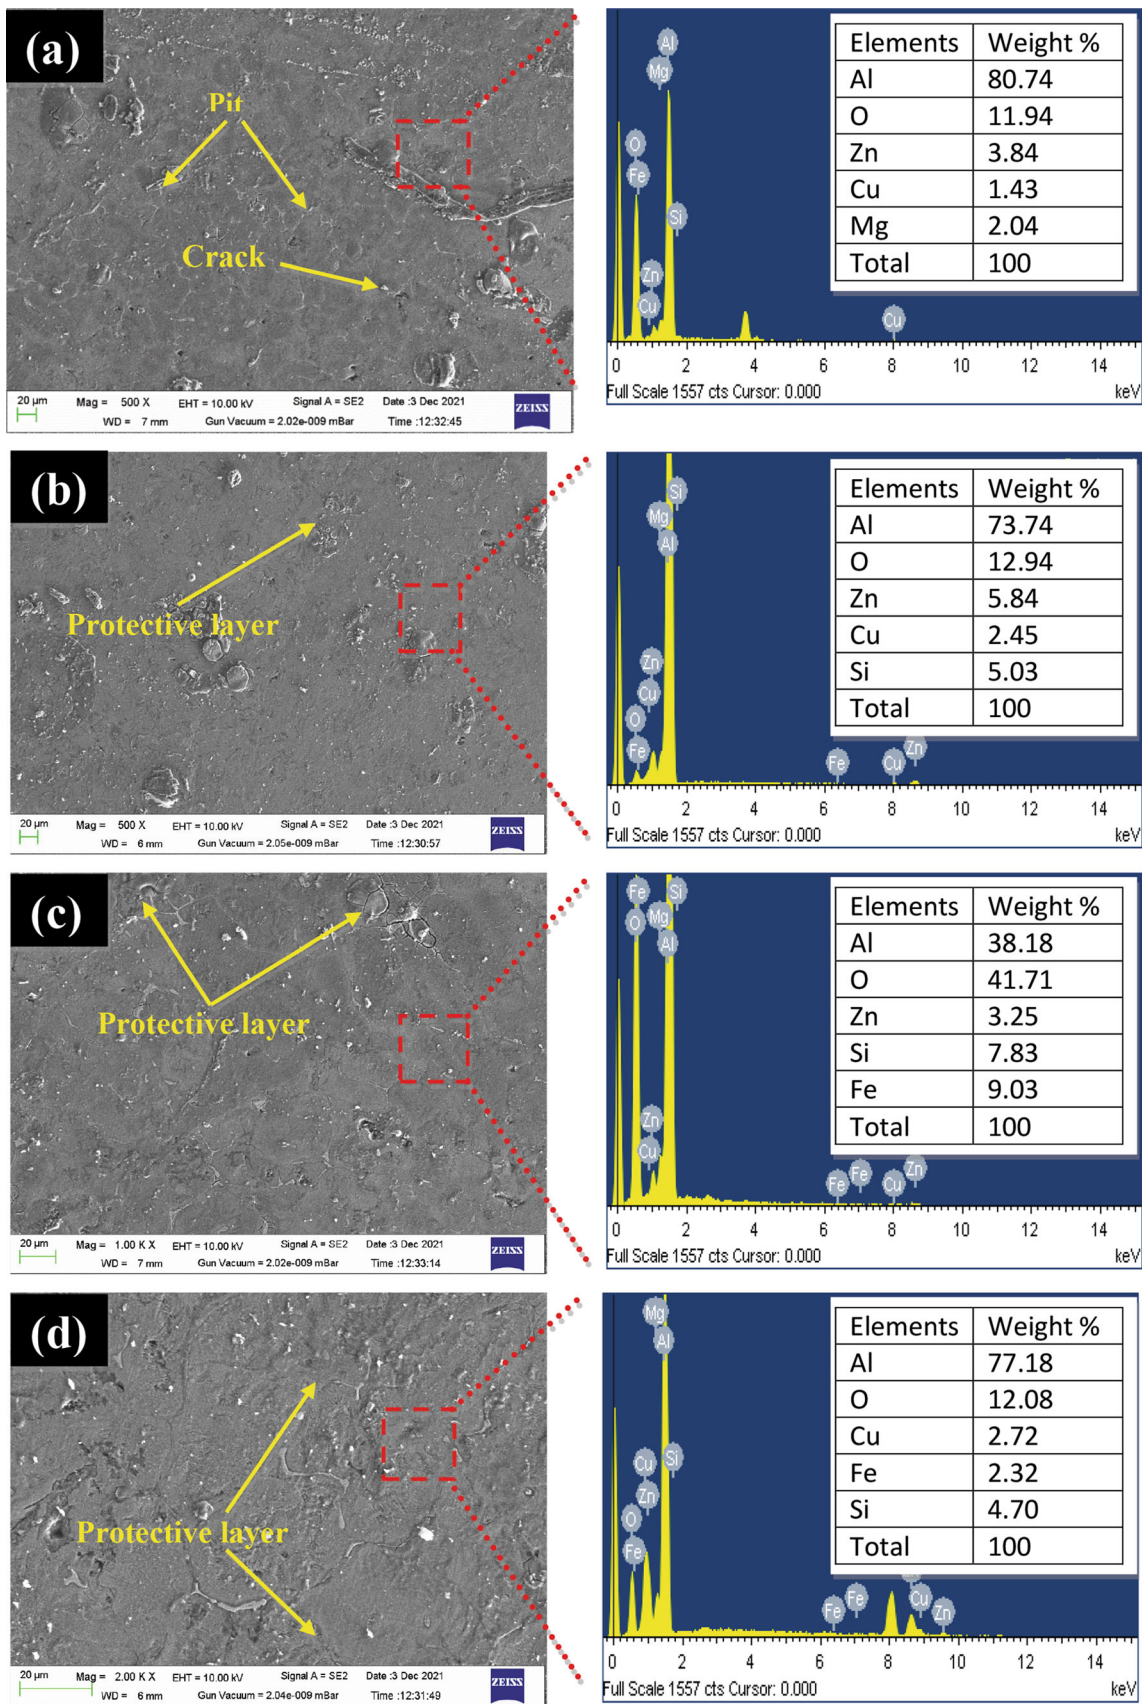 (a)
Pit
Crack
20 µm Mag = 500 X EHT = 10.00 kV Signal A = SE2 Date :3 Dec 2021
WD = 7 mm Gun Vacuum = 2.02e-009 mBar Time :12:32:45
ZEISS
Al
Mg
O
Fe
Si
Zn
Cu
Cu
Elements Weight %
Al 80.74
O 11.94
Zn 3.84
Cu 1.43
Mg 2.04
Total 100
0 2 4 6 8 10 12 14
Full Scale 1557 cts Cursor: 0.000 keV
(b)
Protective layer
20 µm Mag = 500 X EHT = 10.00 kV Signal A = SE2 Date :3 Dec 2021
WD = 6 mm Gun Vacuum = 2.05e-009 mBar Time :12:30:57
ZEISS
Si
Mg
Al
Zn
Cu
O
Fe
Fe
Cu
Zn
Elements Weight %
Al 73.74
O 12.94
Zn 5.84
Cu 2.45
Si 5.03
Total 100
0 2 4 6 8 10 12 14
Full Scale 1557 cts Cursor: 0.000 keV
(c)
Protective layer
20 µm Mag = 1.00 K X EHT = 10.00 kV Signal A = SE2 Date :3 Dec 2021
WD = 7 mm Gun Vacuum = 2.02e-009 mBar Time :12:33:14
ZEISS
Fe
Si
O
Mg
Al
Zn
Cu
Fe
Fe
Cu
Zn
Elements Weight %
Al 38.18
O 41.71
Zn 3.25
Si 7.83
Fe 9.03
Total 100
0 2 4 6 8 10 12 14
Full Scale 1557 cts Cursor: 0.000 keV
(d)
Protective layer
20 µm Mag = 2.00 K X EHT = 10.00 kV Signal A = SE2 Date :3 Dec 2021
WD = 6 mm Gun Vacuum = 2.04e-009 mBar Time :12:31:49
ZEISS
Mg
Al
Cu
Si
Zn
O
Fe
Fe
Fe
Cu
Zn
Elements Weight %
Al 77.18
O 12.08
Cu 2.72
Fe 2.32
Si 4.70
Total 100
0 2 4 6 8 10 12 14
Full Scale 1557 cts Cursor: 0.000 keV